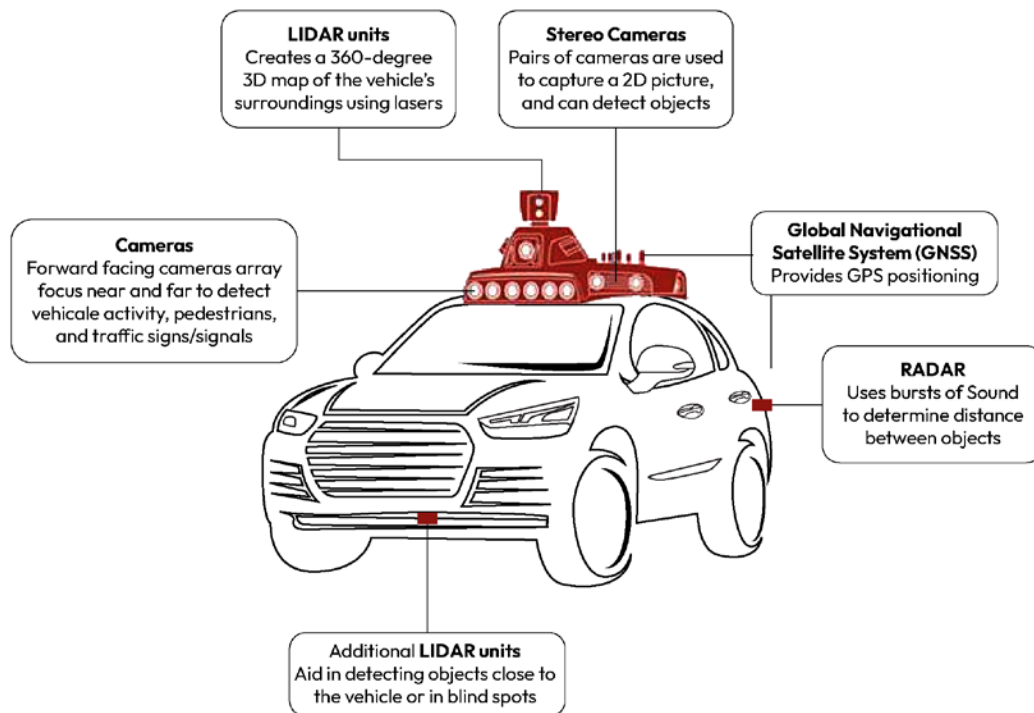 LIDAR units
Creates a 360-degree
3D map of the vehicle's
surroundings using lasers
Stereo Cameras
Pairs of cameras are used
to capture a 2D picture,
and can detect objects
Cameras
Forward facing cameras array
focus near and far to detect
vehicale activity, pedestrians,
and traffic signs/signals
Global Navigational
Satellite System (GNSS)
Provides GPS positioning
RADAR
Uses bursts of Sound
to determine distance
between objects
Additional LIDAR units
Aid in detecting objects close to
the vehicle or in blind spots